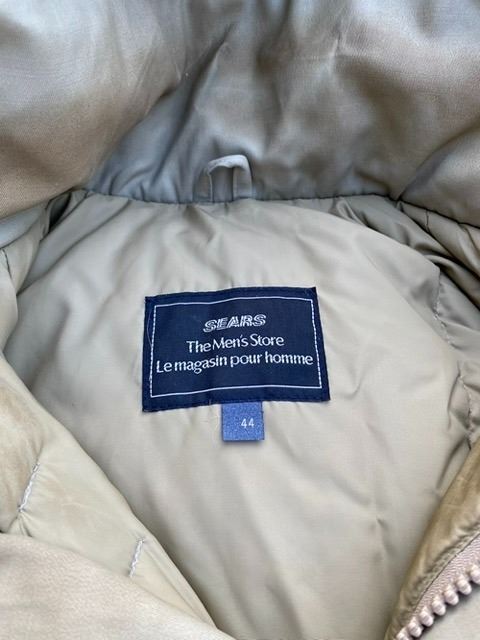 SEARS
The Men's Store
Le magasin pour homme
44